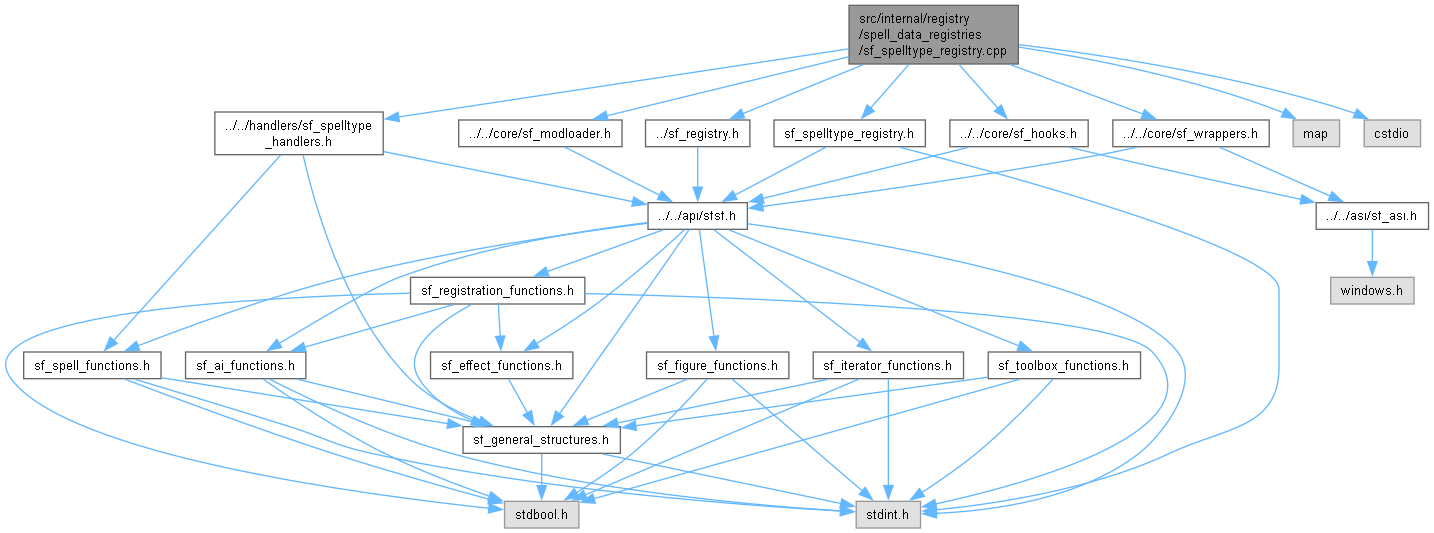 src/internal/registry
/spell_data_registries
/sf_spelltype_registry.cpp
../../handlers/sf_spelltype
_handlers.h
../../core/sf_modloader.h
../sf_registry.h
sf_spelltype_registry.h
../../core/sf_hooks.h
../../core/sf_wrappers.h
map
cstdio
../../api/sfsf.h
../../asi/sf_asi.h
sf_registration_functions.h
windows.h
sf_spell_functions.h
sf_ai_functions.h
sf_effect_functions.h
sf_figure_functions.h
sf_iterator_functions.h
sf_toolbox_functions.h
sf_general_structures.h
stdbool.h
stdint.h